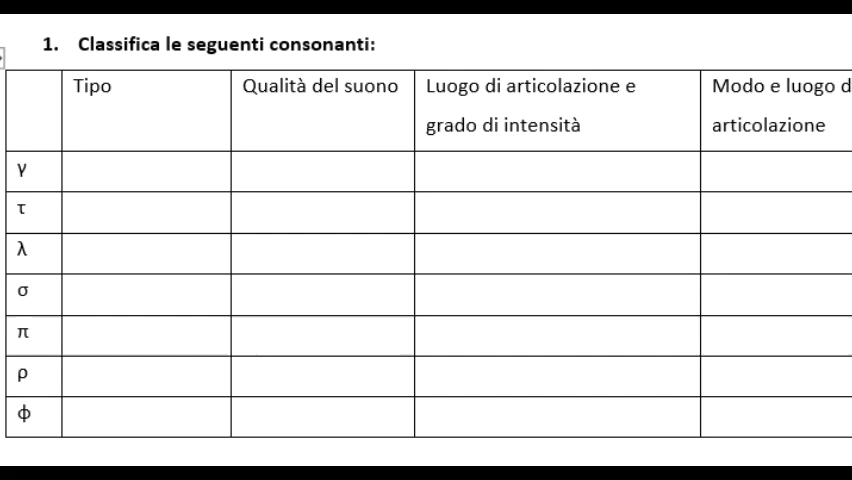 1. Classifica le seguenti consonanti:
Tipo Qualità del suono Luogo di articolazione e Modo e luogo d
grado di intensità articolazione
γ
τ
λ
σ
π
ρ
φ